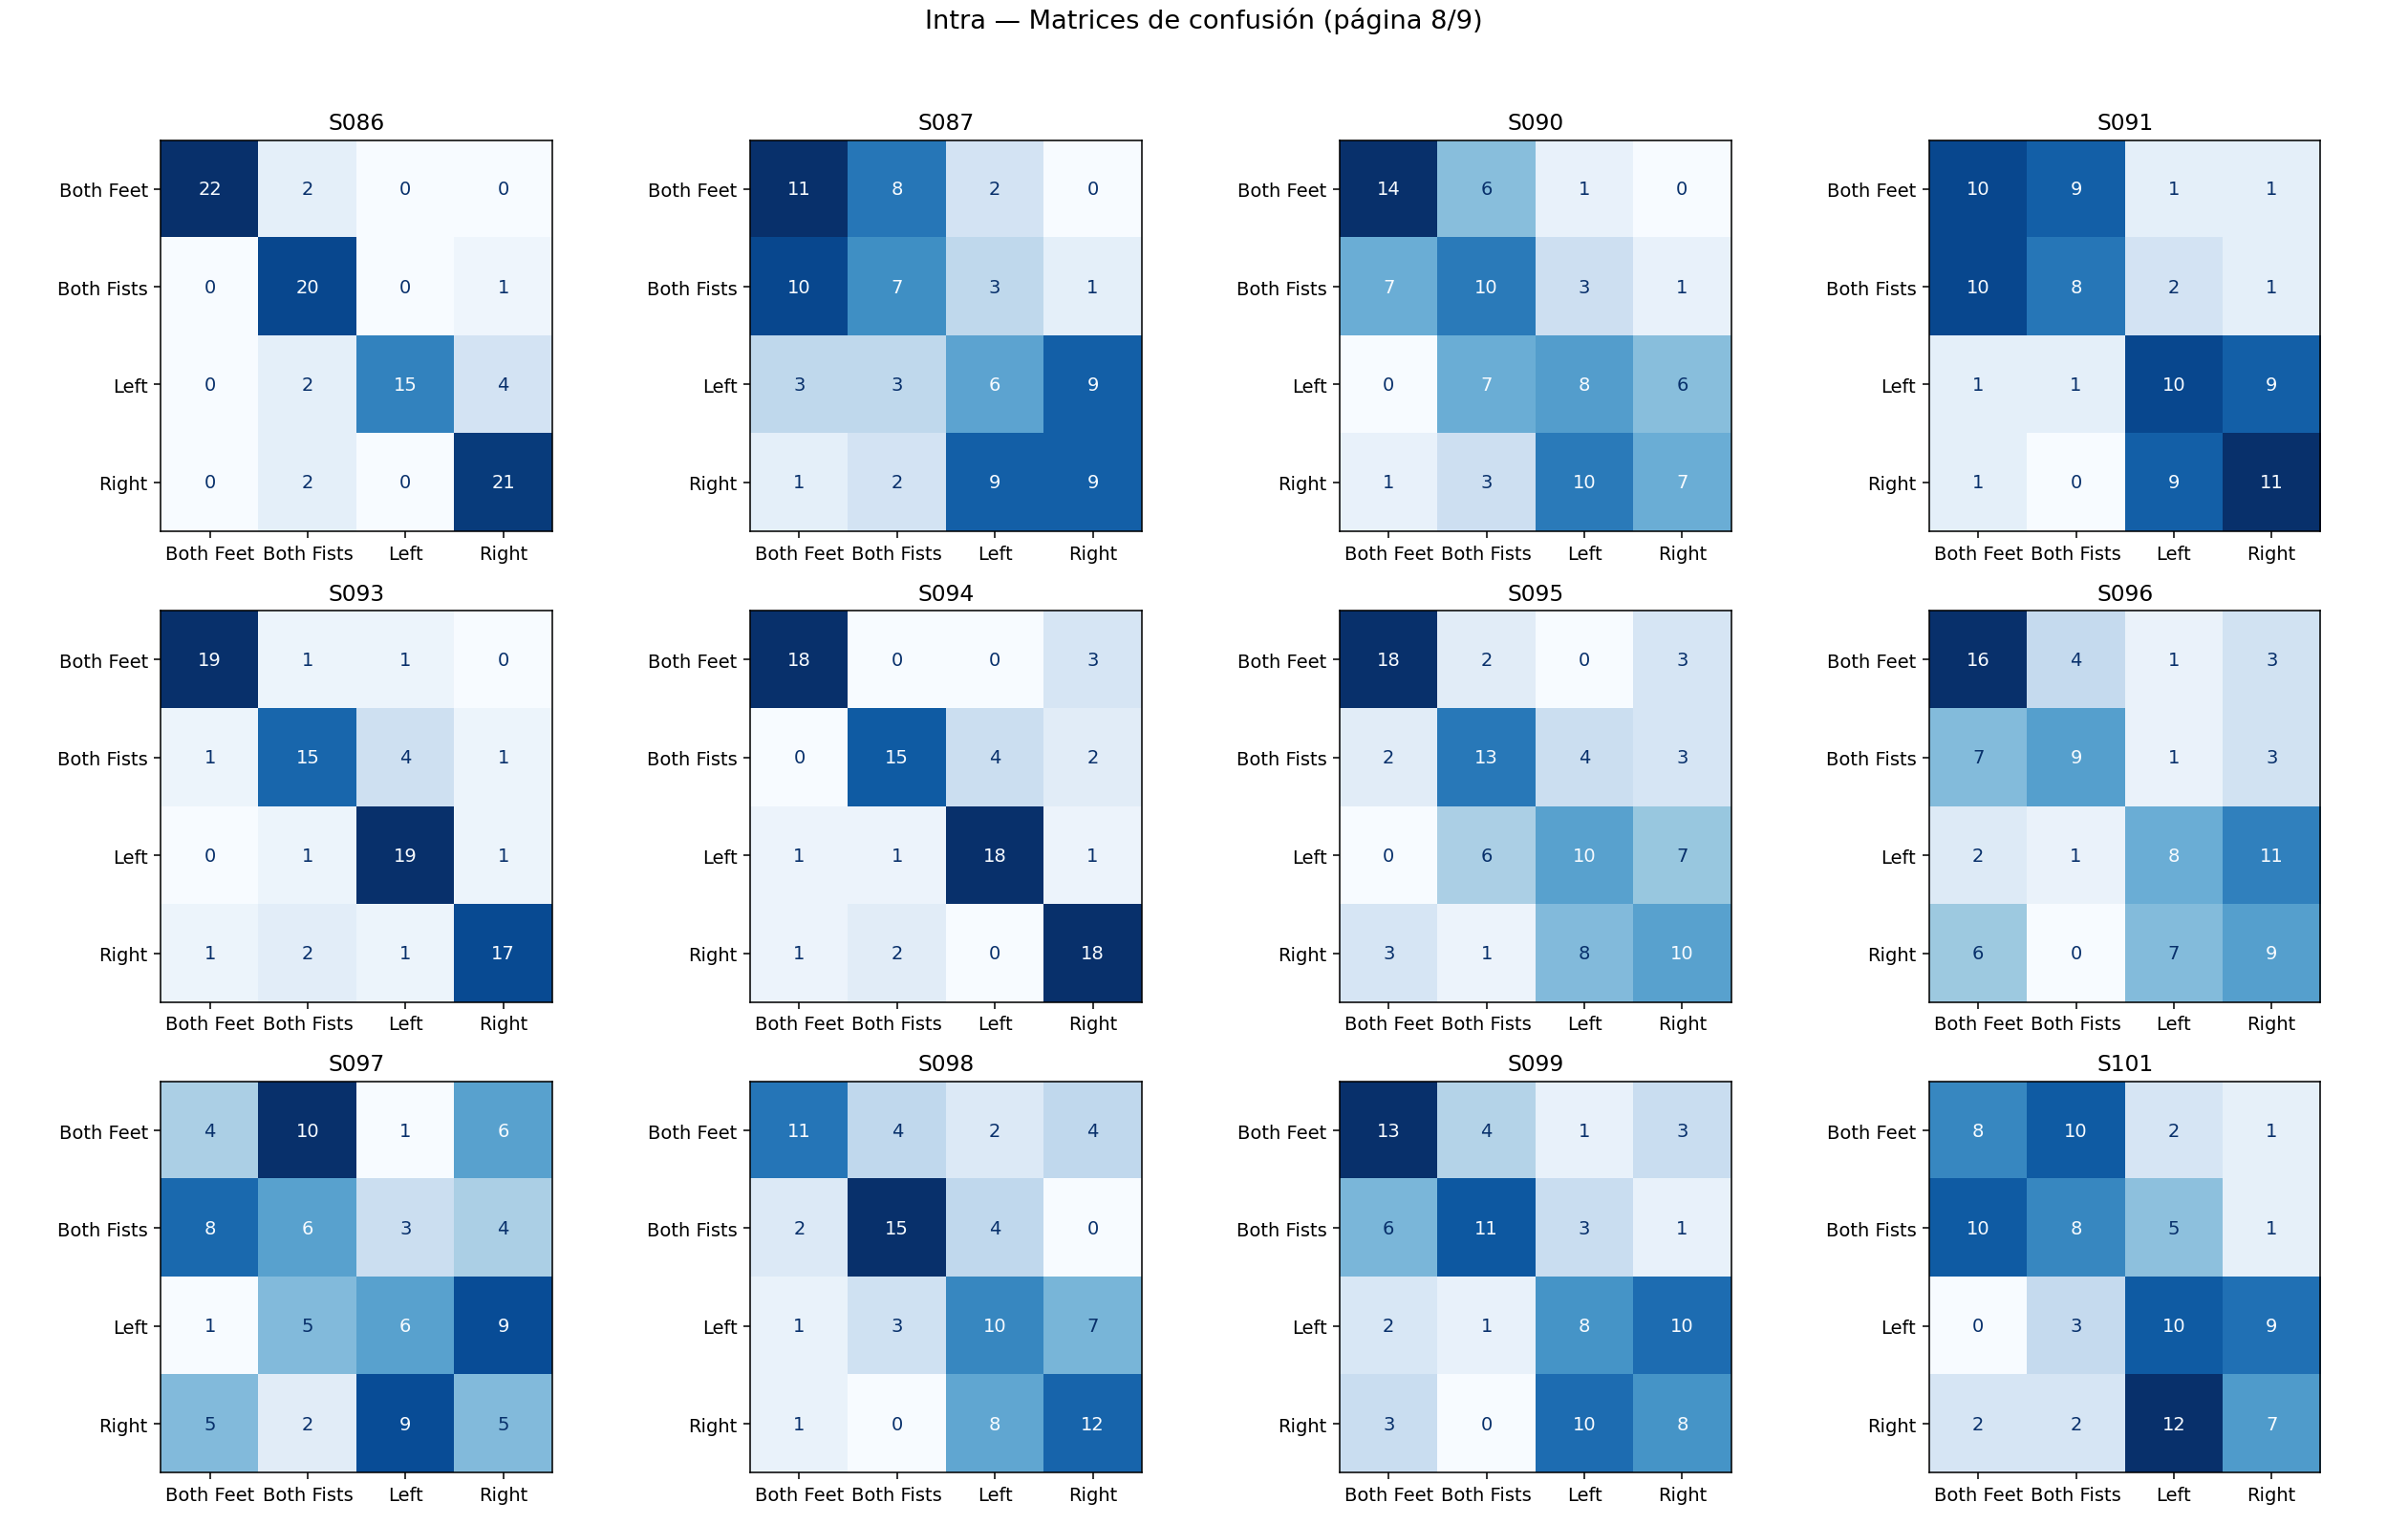 Intra — Matrices de confusión (página 8/9)
S086 S087 S090 S091
Both Feet 22 2 0 0 Both Feet 11 8 2 0 Both Feet 14 6 1 0 Both Feet 10 9 1 1
Both Fists 0 20 0 1 Both Fists 10 7 3 1 Both Fists 7 10 3 1 Both Fists 10 8 2 1
Left 0 2 15 4 Left 3 3 6 9 Left 0 7 8 6 Left 1 1 10 9
Right 0 2 0 21 Right 1 2 9 9 Right 1 3 10 7 Right 1 0 9 11
Both Feet Both Fists Left Right Both Feet Both Fists Left Right Both Feet Both Fists Left Right Both Feet Both Fists Left Right
S093 S094 S095 S096
Both Feet 19 1 1 0 Both Feet 18 0 0 3 Both Feet 18 2 0 3 Both Feet 16 4 1 3
Both Fists 1 15 4 1 Both Fists 0 15 4 2 Both Fists 2 13 4 3 Both Fists 7 9 1 3
Left 0 1 19 1 Left 1 1 18 1 Left 0 6 10 7 Left 2 1 8 11
Right 1 2 1 17 Right 1 2 0 18 Right 3 1 8 10 Right 6 0 7 9
Both Feet Both Fists Left Right Both Feet Both Fists Left Right Both Feet Both Fists Left Right Both Feet Both Fists Left Right
S097 S098 S099 S101
Both Feet 4 10 1 6 Both Feet 11 4 2 4 Both Feet 13 4 1 3 Both Feet 8 10 2 1
Both Fists 8 6 3 4 Both Fists 2 15 4 0 Both Fists 6 11 3 1 Both Fists 10 8 5 1
Left 1 5 6 9 Left 1 3 10 7 Left 2 1 8 10 Left 0 3 10 9
Right 5 2 9 5 Right 1 0 8 12 Right 3 0 10 8 Right 2 2 12 7
Both Feet Both Fists Left Right Both Feet Both Fists Left Right Both Feet Both Fists Left Right Both Feet Both Fists Left Right